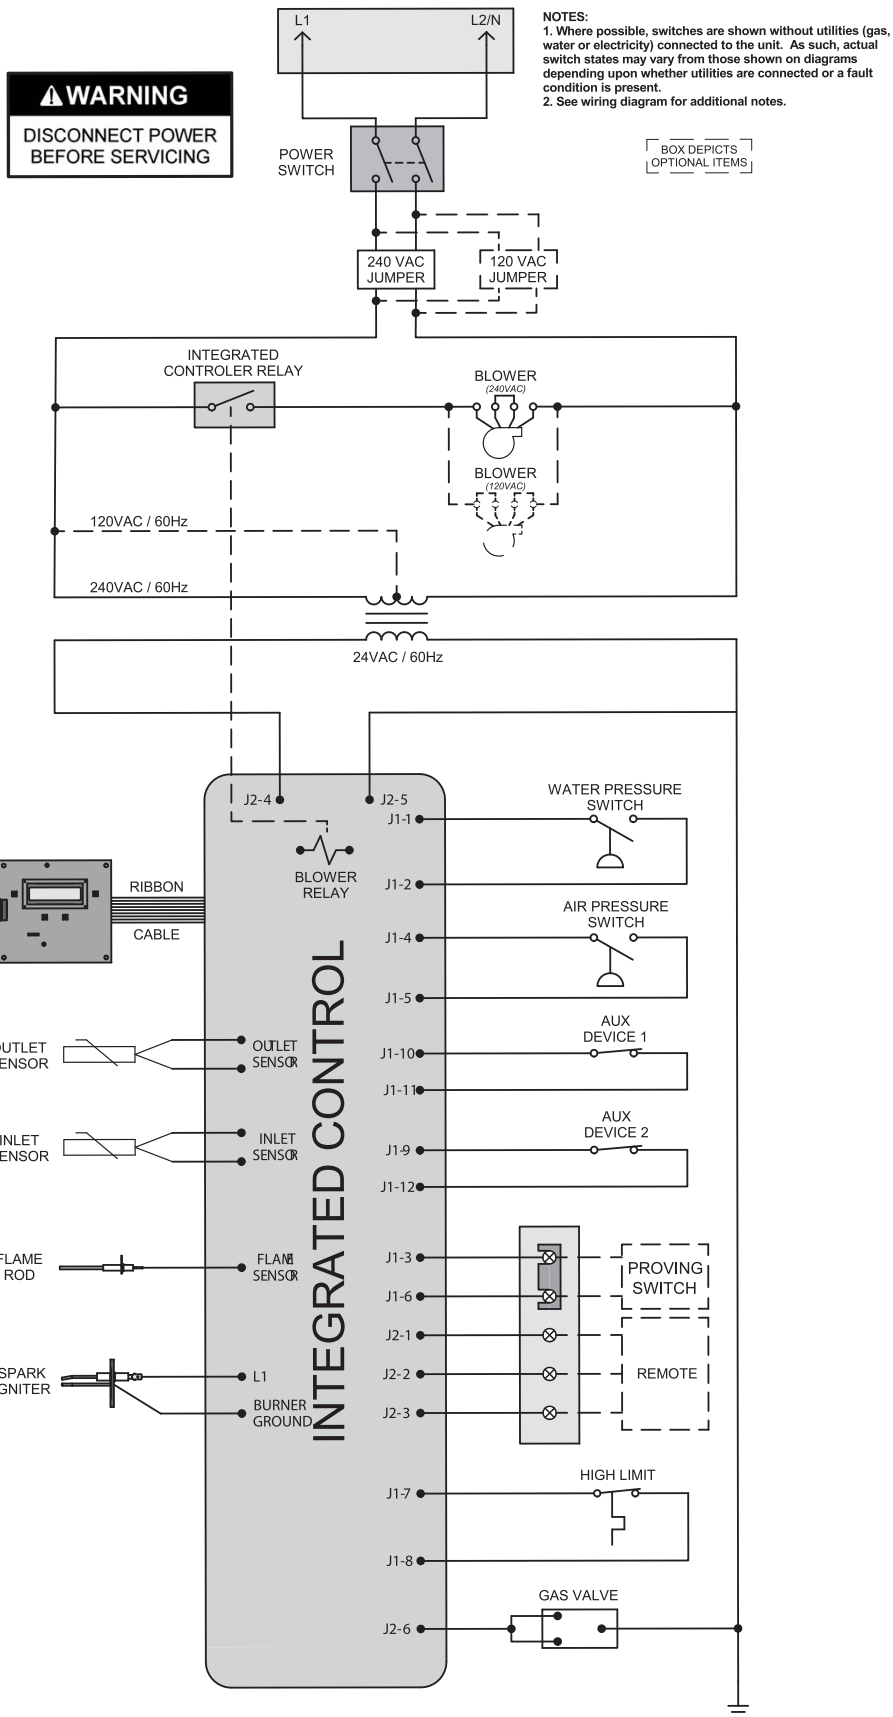 L1
L2/N
NOTES:
1. Where possible, switches are shown without utilities (gas,
water or electricity) connected to the unit. As such, actual
switch states may vary from those shown on diagrams
depending upon whether utilities are connected or a fault
condition is present.
2. See wiring diagram for additional notes.
WARNING
DISCONNECT POWER
BEFORE SERVICING
POWER
SWITCH
BOX DEPICTS
OPTIONAL ITEMS
240 VAC
JUMPER
120 VAC
JUMPER
INTEGRATED
CONTROLER RELAY
BLOWER
(240VAC)
BLOWER
(120VAC)
120VAC / 60Hz
240VAC / 60Hz
24VAC / 60Hz
J2-4
J2-5
J1-1
WATER PRESSURE
SWITCH
BLOWER
RELAY
J1-2
RIBBON
CABLE
AIR PRESSURE
SWITCH
J1-4
J1-5
INTEGRATED CONTROL
UTLET
ENSOR
OUTLET
SENSOR
AUX
DEVICE 1
J1-10
J1-11
INLET
ENSOR
INLET
SENSOR
AUX
DEVICE 2
J1-9
J1-12
FLAME
ROD
FLAME
SENSOR
J1-3
J1-6
PROVING
SWITCH
J2-1
J2-2
J2-3
REMOTE
SPARK
GNITER
L1
BURNER
GROUND
HIGH LIMIT
J1-7
J1-8
GAS VALVE
J2-6